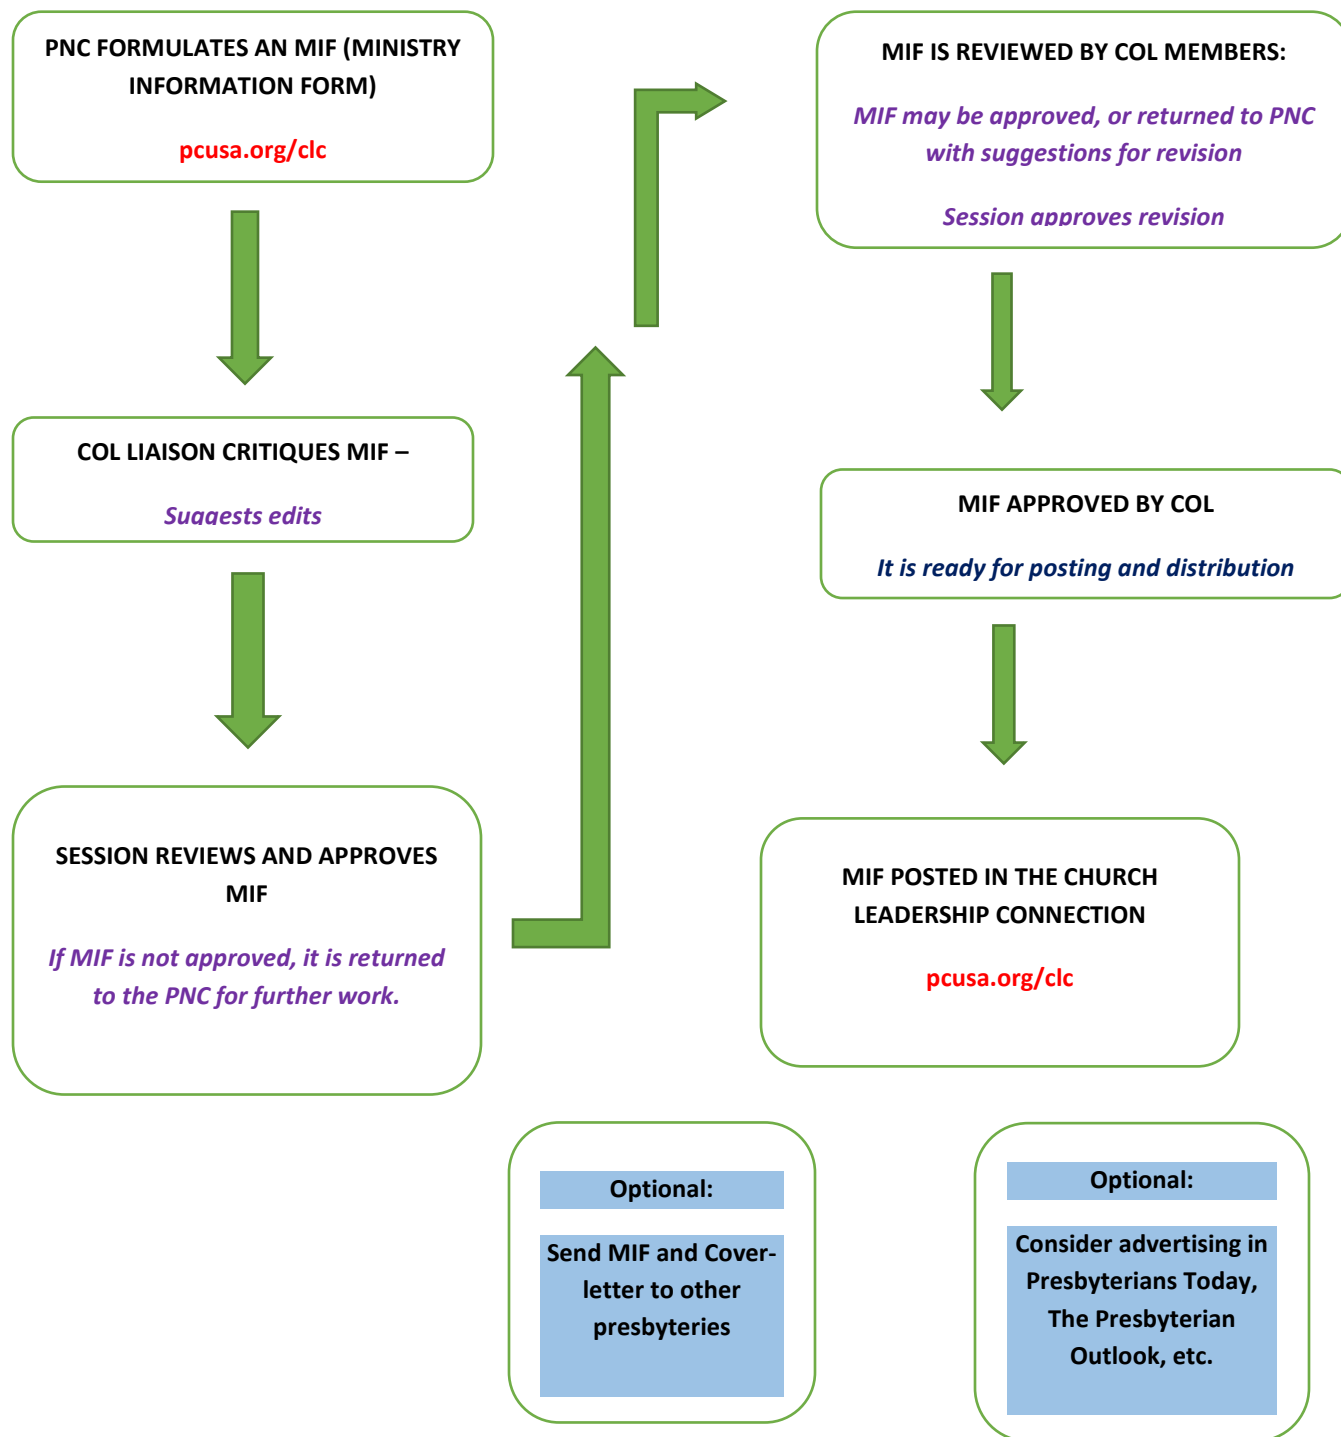 PNC FORMULATES AN MIF (MINISTRY
INFORMATION FORM)
pcusa.org/clc
COL LIAISON CRITIQUES MIF –
Suggests edits
SESSION REVIEWS AND APPROVES
MIF
If MIF is not approved, it is returned
to the PNC for further work.
MIF IS REVIEWED BY COL MEMBERS:
MIF may be approved, or returned to PNC
with suggestions for revision
Session approves revision
MIF APPROVED BY COL
It is ready for posting and distribution
MIF POSTED IN THE CHURCH
LEADERSHIP CONNECTION
pcusa.org/clc
Optional:
Send MIF and Cover-
letter to other
presbyteries
Optional:
Consider advertising in
Presbyterians Today,
The Presbyterian
Outlook, etc.